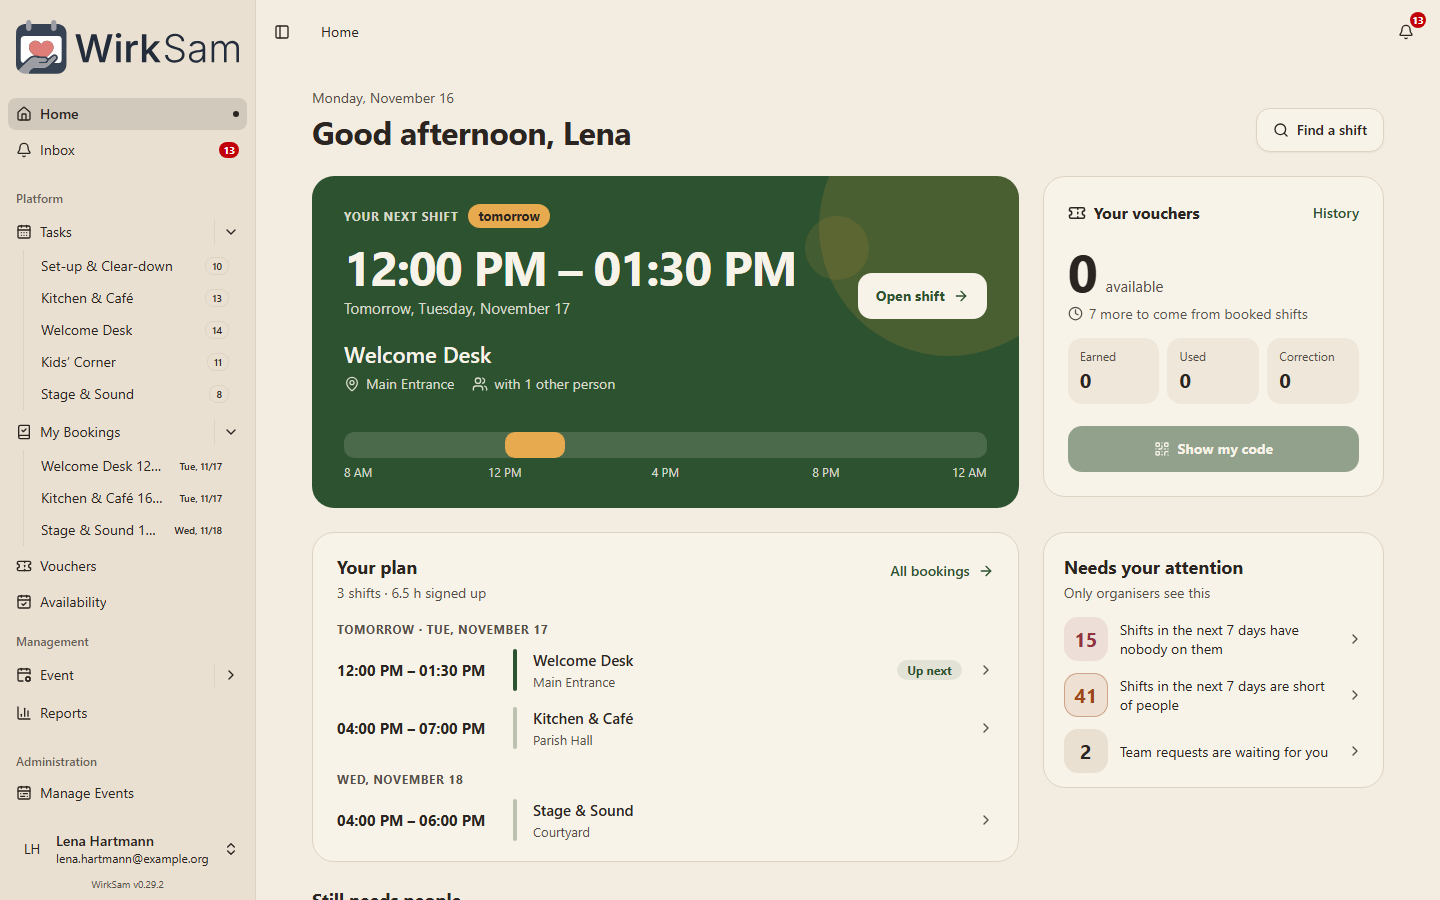 WirkSam
Home
Inbox
13
Platform
Tasks
Set-up & Clear-down
10
Kitchen & Café
13
Welcome Desk
14
Kids' Corner
11
Stage & Sound
8
My Bookings
Welcome Desk 12...
Tue, 11/17
Kitchen & Café 16...
Tue, 11/17
Stage & Sound 1...
Wed, 11/18
Vouchers
Availability
Management
Event
Reports
Administration
Manage Events
LH
Lena Hartmann
lena.hartmann@example.org
WirkSam v0.29.2
Home
13
Monday, November 16
Good afternoon, Lena
Find a shift
YOUR NEXT SHIFT
tomorrow
12:00 PM – 01:30 PM
Tomorrow, Tuesday, November 17
Open shift
Welcome Desk
Main Entrance
with 1 other person
8 AM
12 PM
4 PM
8 PM
12 AM
Your vouchers
History
0 available
7 more to come from booked shifts
Earned
0
Used
0
Correction
0
Show my code
Your plan
3 shifts · 6.5 h signed up
All bookings
TOMORROW · TUE, NOVEMBER 17
12:00 PM – 01:30 PM
Welcome Desk
Main Entrance
Up next
04:00 PM – 07:00 PM
Kitchen & Café
Parish Hall
WED, NOVEMBER 18
04:00 PM – 06:00 PM
Stage & Sound
Courtyard
Needs your attention
Only organisers see this
15
Shifts in the next 7 days have
nobody on them
41
Shifts in the next 7 days are short
of people
2
Team requests are waiting for you
Still needs people